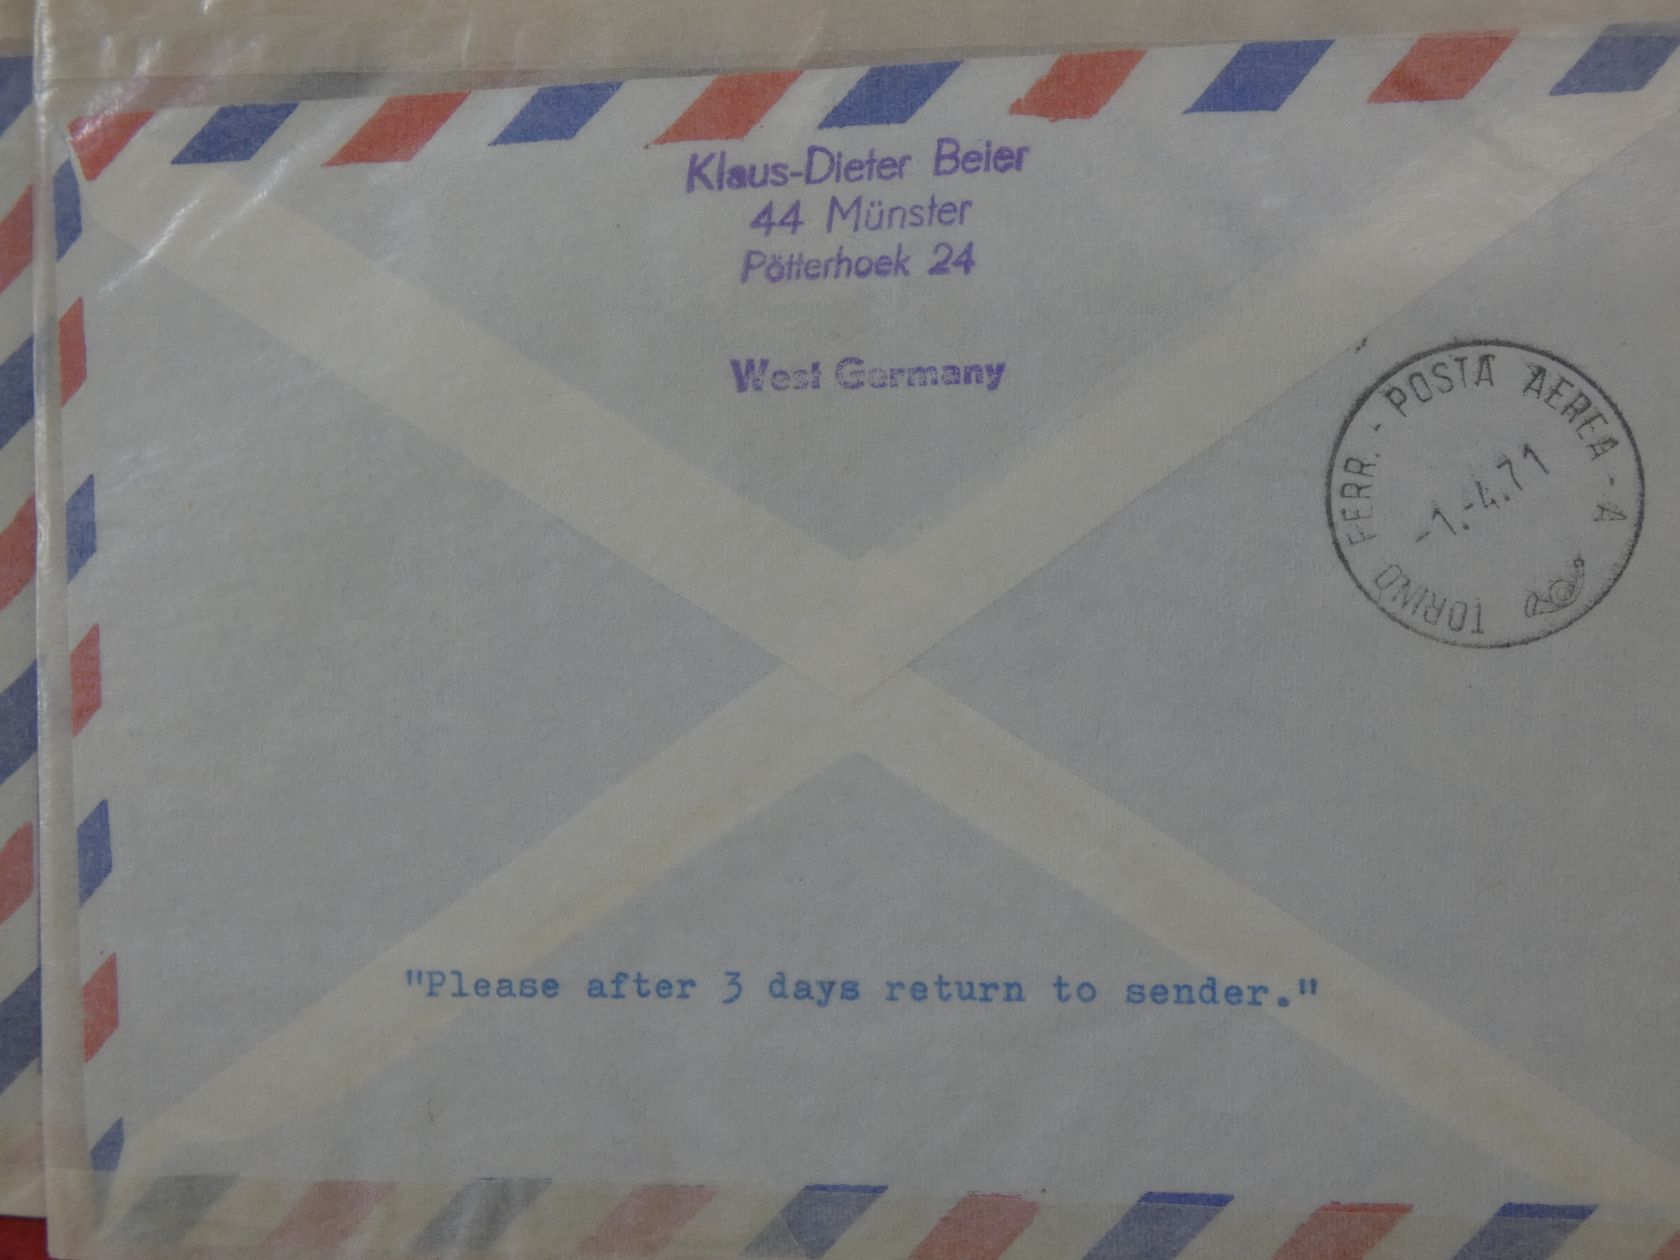 Klaus-Dieter Beier
44 Münster
Pötterhoek 24
West Germany
TORINO FERR. - POSTA AEREA - A
-1.-4.71
"Please after 3 days return to sender."